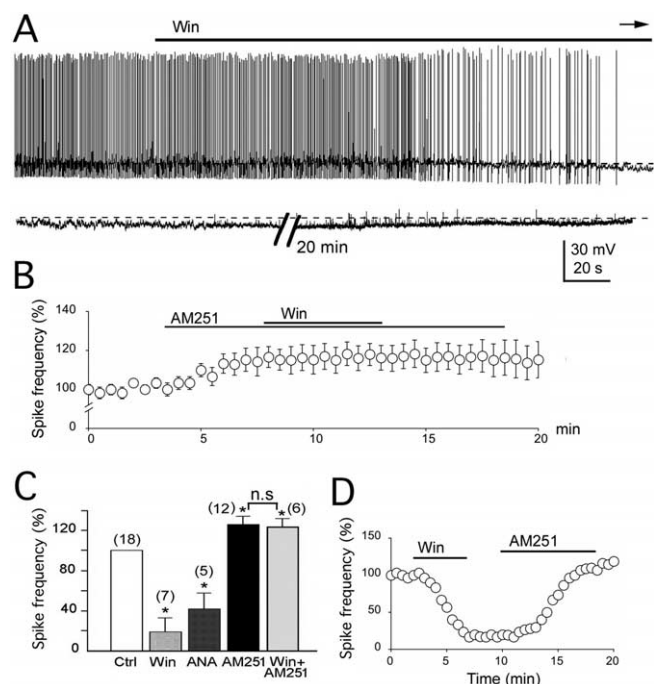 A
Win
20 min
30 mV
20 s
B
Spike frequency (%)
140
120
100
0
AM251
Win
0 5 10 15 20
min
C
Spike frequency (%)
120
80
40
0
(18)
(7)
*
(5)
*
(12) *
n.s
* (6)
Ctrl Win ANA AM251 Win+
AM251
D
Spike frequency (%)
150
100
50
0
Win
AM251
0 5 10 15 20
Time (min)